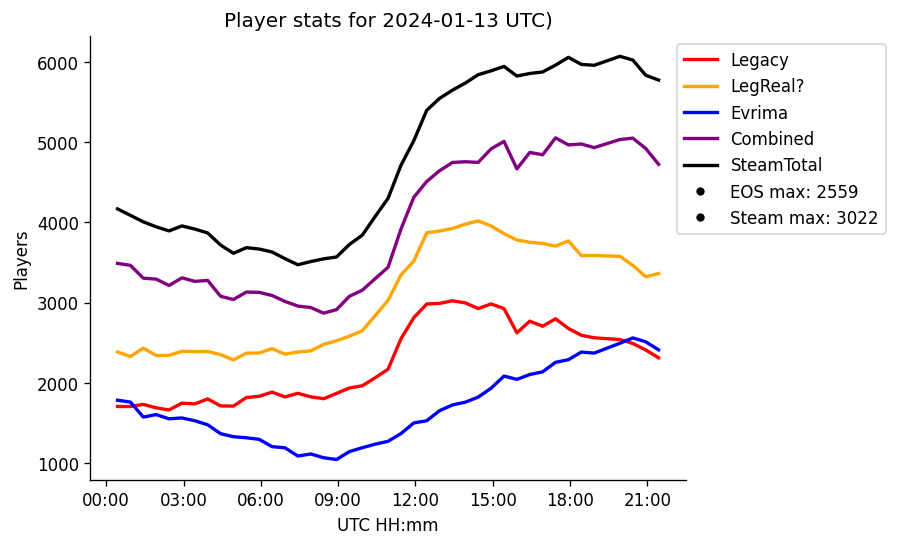 Player stats for 2024-01-13 UTC)
Legacy
LegReal?
Evrima
Combined
SteamTotal
EOS max: 2559
Steam max: 3022
Players
6000
5000
4000
3000
2000
1000
00:00 03:00 06:00 09:00 12:00 15:00 18:00 21:00
UTC HH:mm